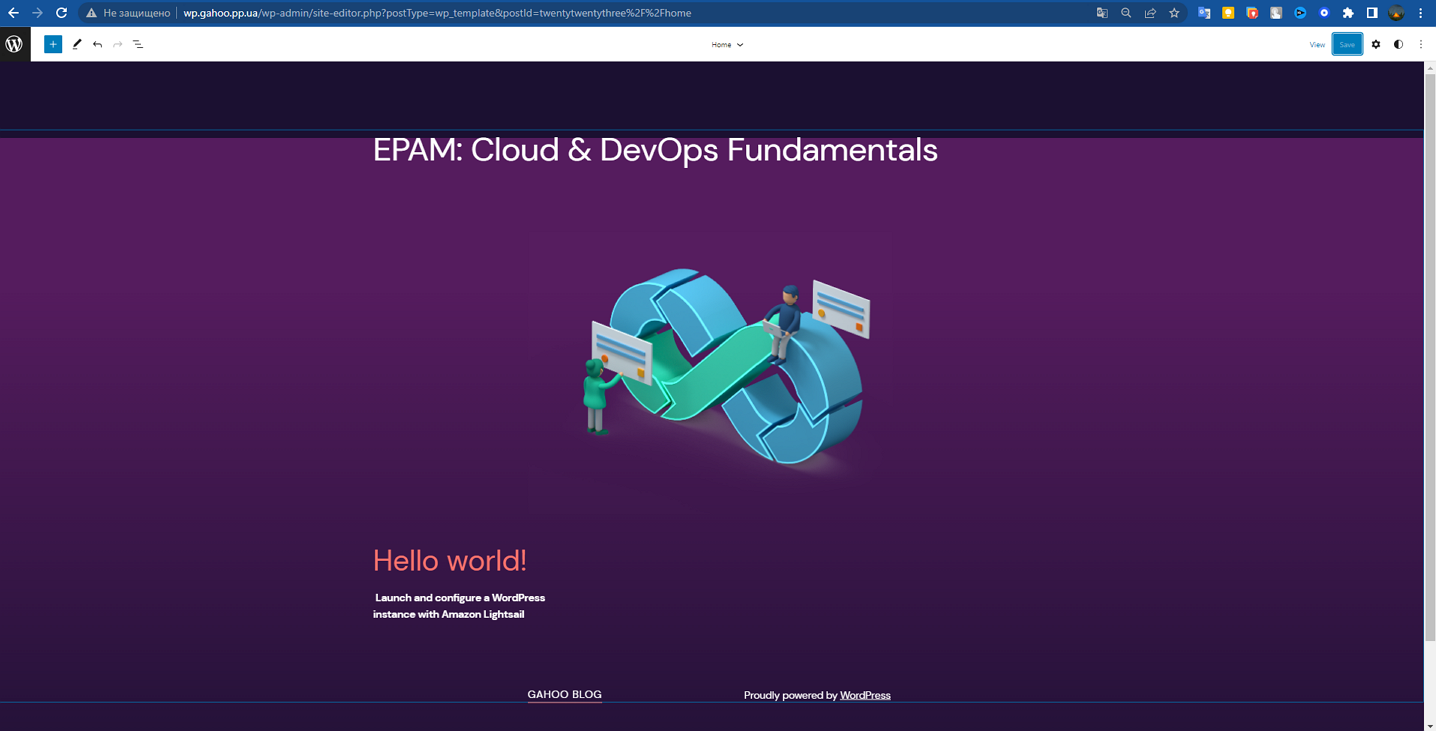 Не защищено wp.gahoo.pp.ua/wp-admin/site-editor.php?postType=wp_template&postId=twentytwentythree%2F%2Fhome
Home View Save
EPAM: Cloud & DevOps Fundamentals
Hello world!
Launch and configure a WordPress
instance with Amazon Lightsail
GAHOO BLOG Proudly powered by WordPress